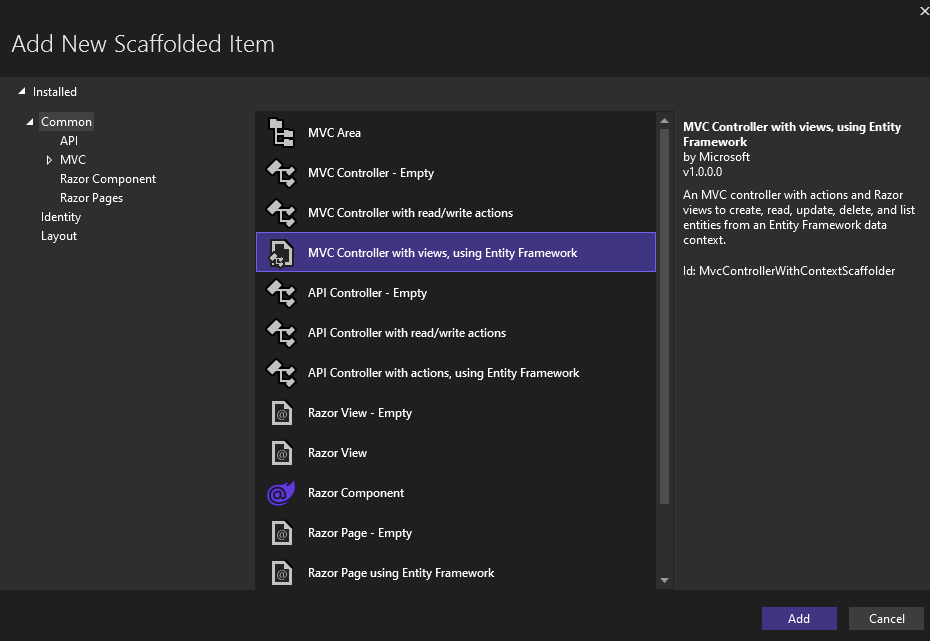 Add New Scaffolded Item
Installed
Common
API
MVC
Razor Component
Razor Pages
Identity
Layout
MVC Area
MVC Controller - Empty
MVC Controller with read/write actions
MVC Controller with views, using Entity Framework
API Controller - Empty
API Controller with read/write actions
API Controller with actions, using Entity Framework
Razor View - Empty
Razor View
Razor Component
Razor Page - Empty
Razor Page using Entity Framework
MVC Controller with views, using Entity
Framework
by Microsoft
v1.0.0.0
An MVC controller with actions and Razor
views to create, read, update, delete, and list
entities from an Entity Framework data
context.
Id: MvcControllerWithContextScaffolder
Add
Cancel